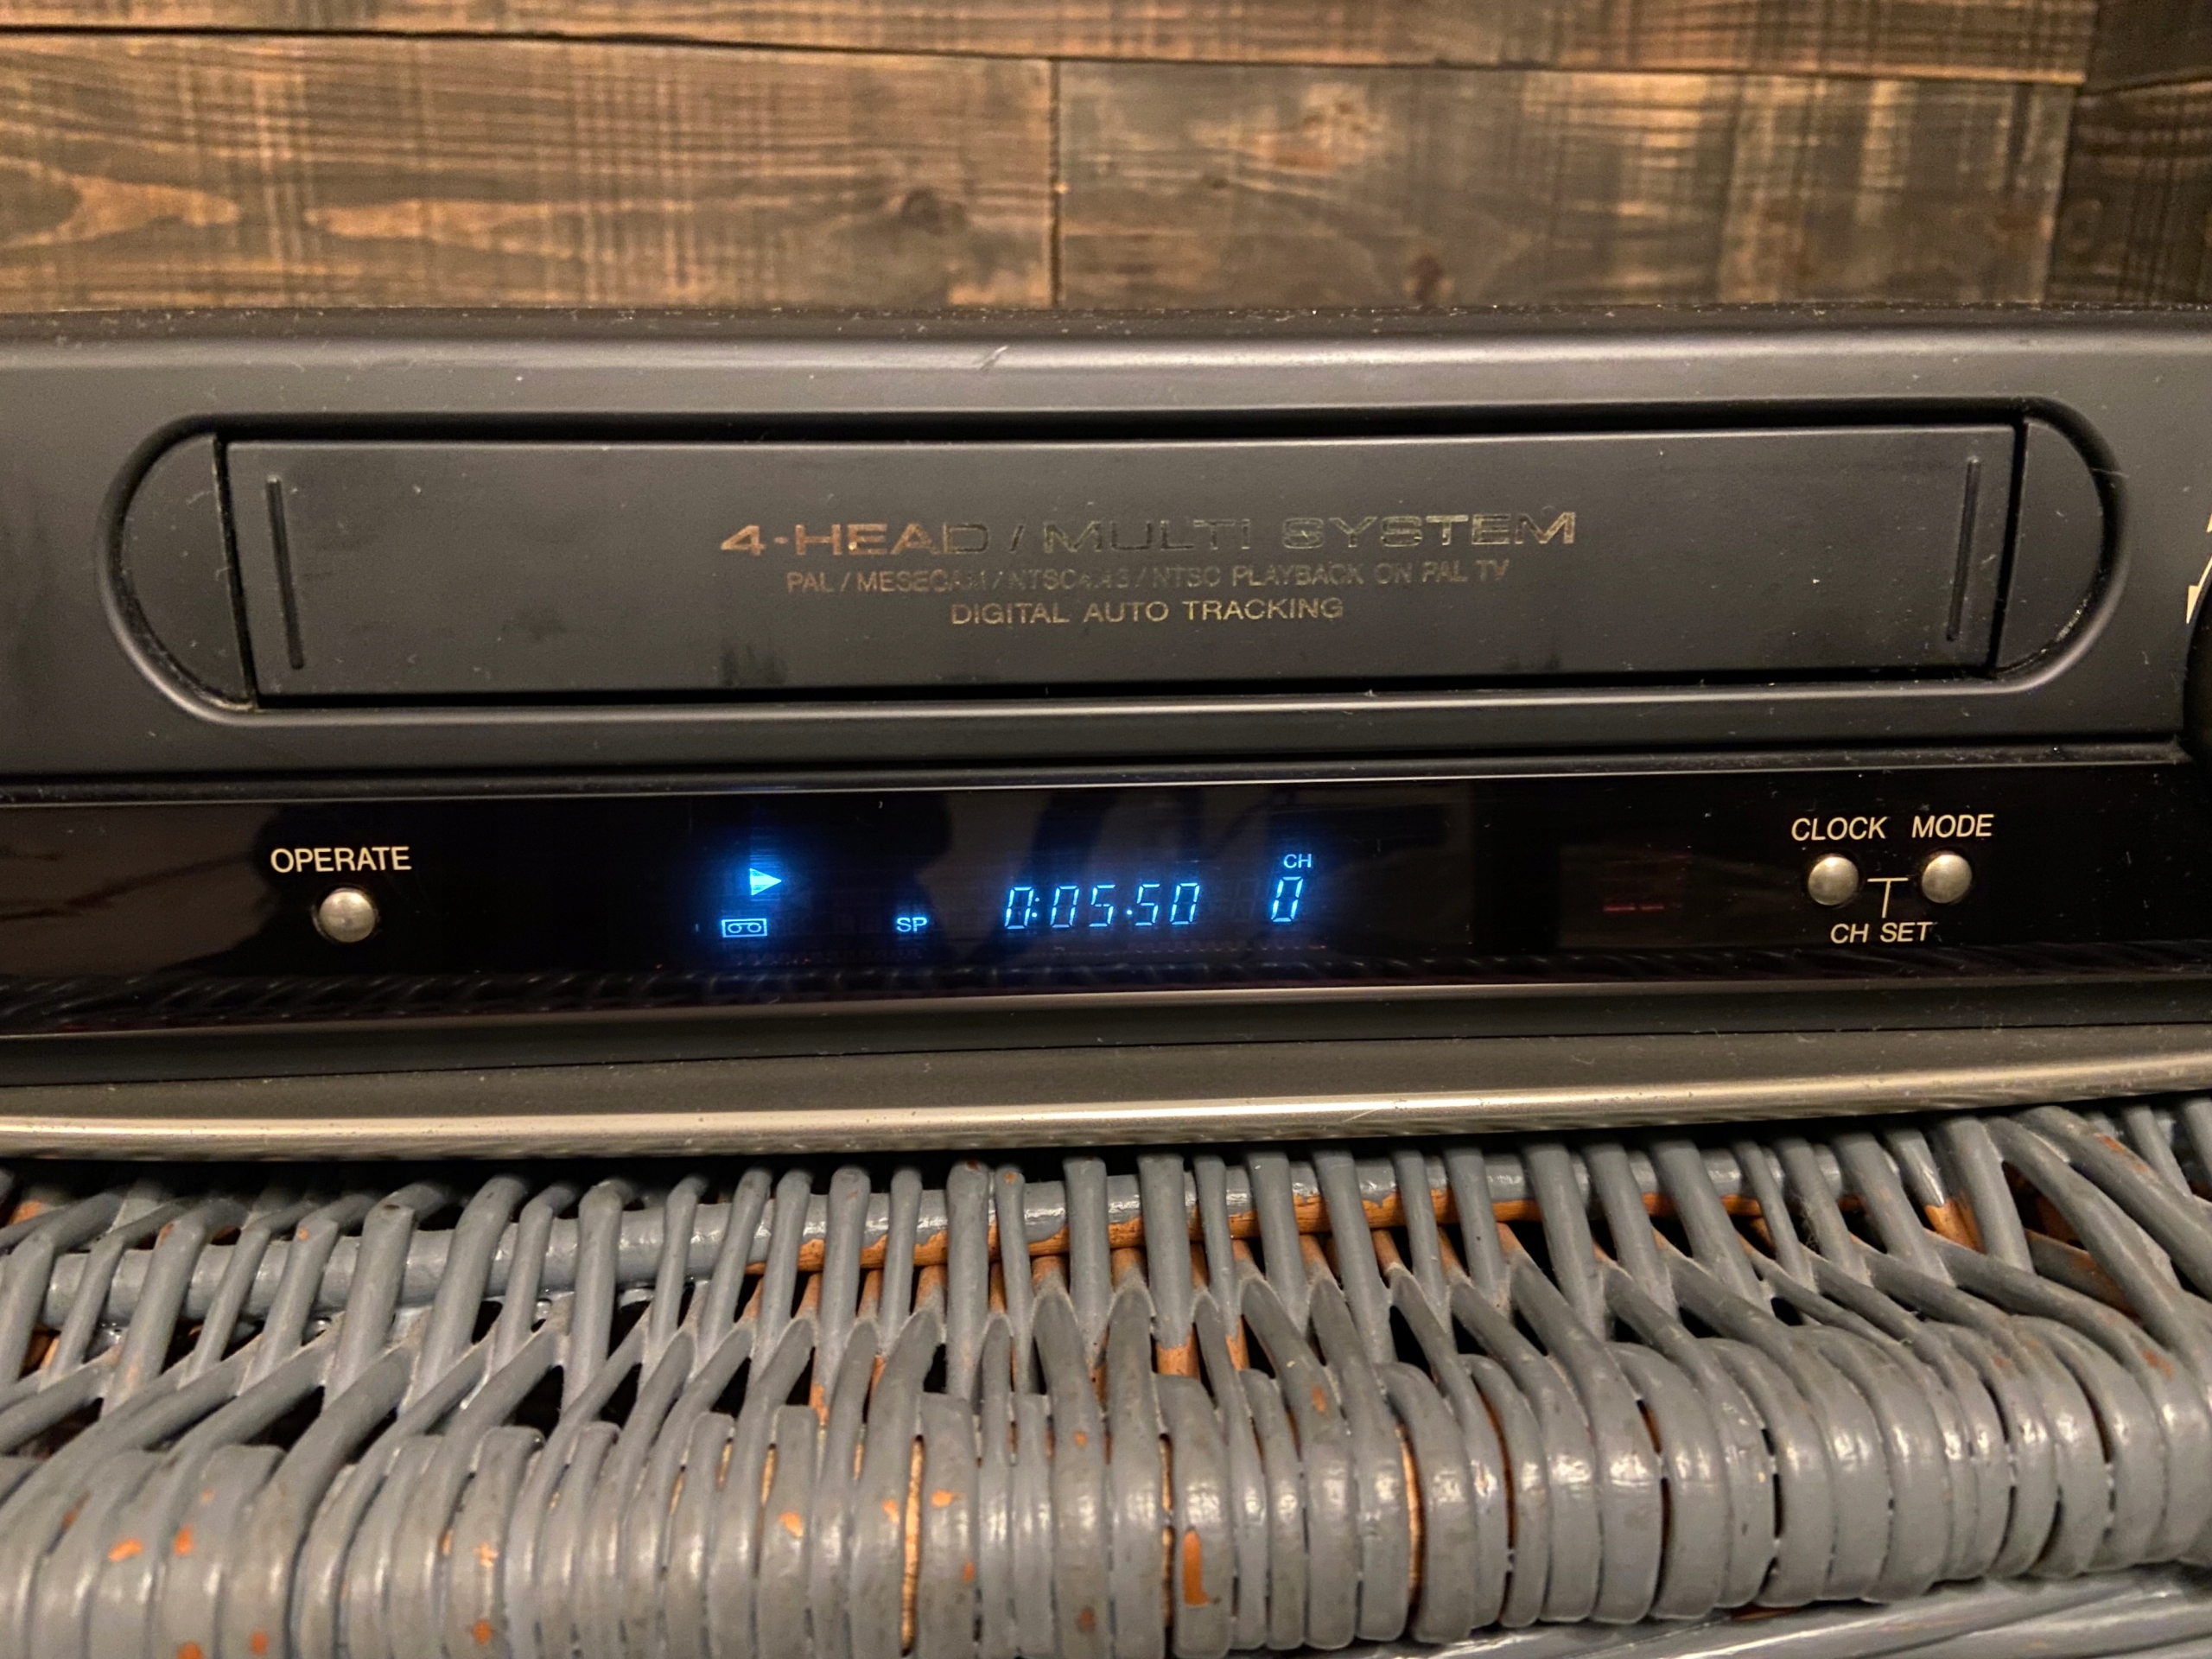 4-HEAD / MULTI SYSTEM
PAL / MESECAM / NTSC4.43 / NTSC PLAYBACK ON PAL TV
DIGITAL AUTO TRACKING
OPERATE
SP
0:05.50
CH
0
CLOCK MODE
CH SET